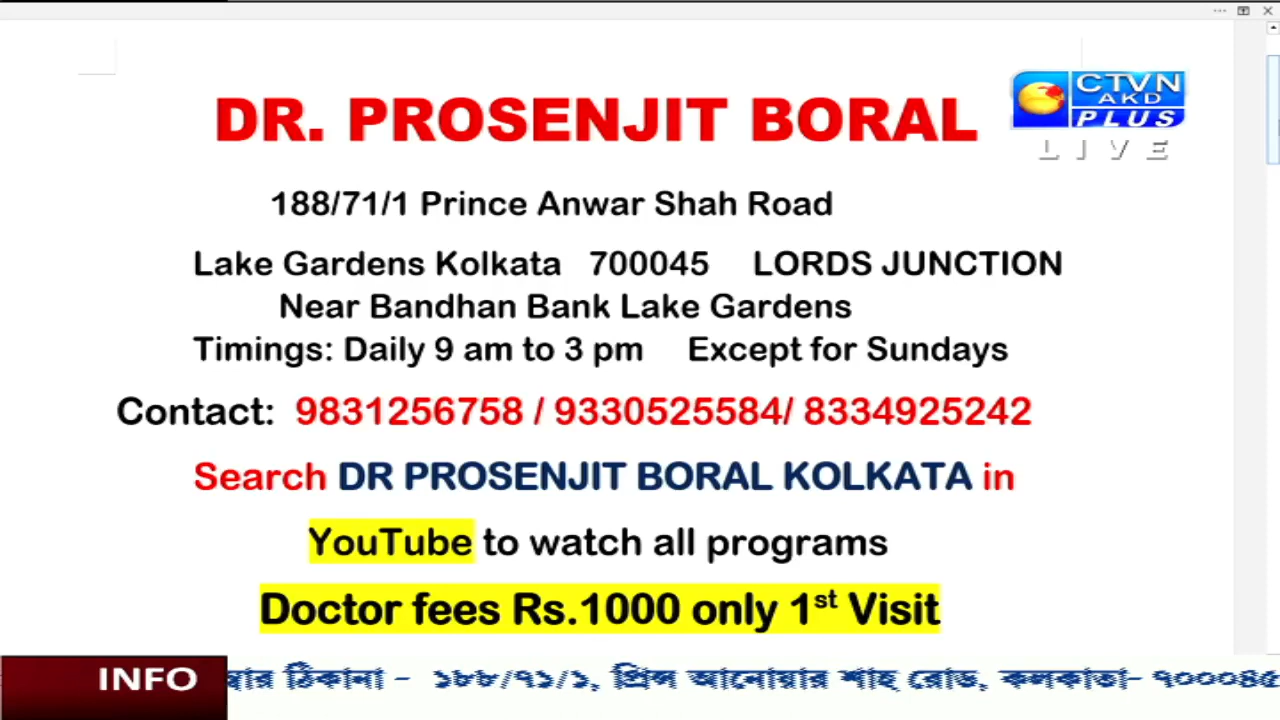 DR. PROSENJIT BORAL
CTVN
AKD
PLUS
LIVE
188/71/1 Prince Anwar Shah Road
Lake Gardens Kolkata 700045 LORDS JUNCTION
Near Bandhan Bank Lake Gardens
Timings: Daily 9 am to 3 pm Except for Sundays
Contact: 9831256758 / 9330525584/ 8334925242
Search DR PROSENJIT BORAL KOLKATA in
YouTube to watch all programs
Doctor fees Rs.1000 only 1st Visit
INFO ম্বার ঠিকানা - ১৮৮/৭১/১, প্রিন্স আনোয়ার শাহ রোড, কলকাতা- ৭০০০৪৫